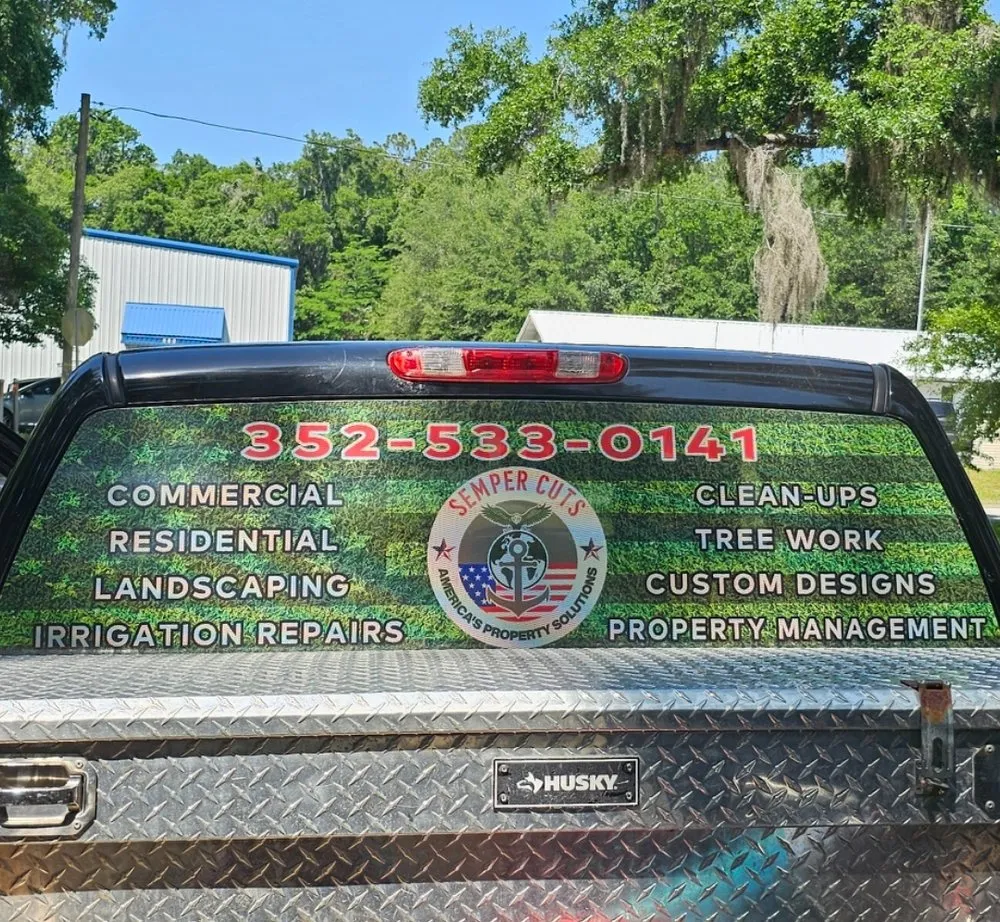 352-533-0141
COMMERCIAL
RESIDENTIAL
LANDSCAPING
IRRIGATION REPAIRS
SEMPER CUTS
AMERICA'S PROPERTY SOLUTIONS
CLEAN-UPS
TREE WORK
CUSTOM DESIGNS
PROPERTY MANAGEMENT
HUSKY